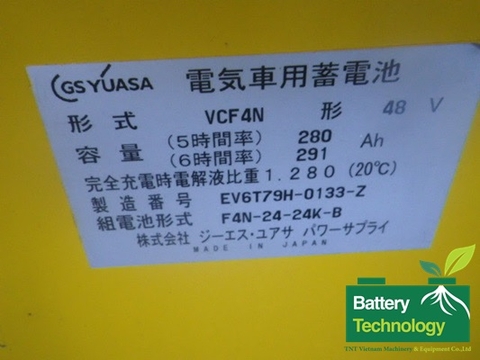 GS YUASA 電気車用蓄電池
形式 VCF4N 形 48 V
容量 (5時間率) 280 Ah
(6時間率) 291
完全充電時電解液比重1.280(20℃)
製造番号 EV6T79H-0133-Z
組電池形式 F4N-24-24K-B
株式会社 ジーエス・ユアサ パワーサプライ
MADE IN JAPAN
Battery
Technology
TNT Vietnam Machinery & Equipment Co.,Ltd